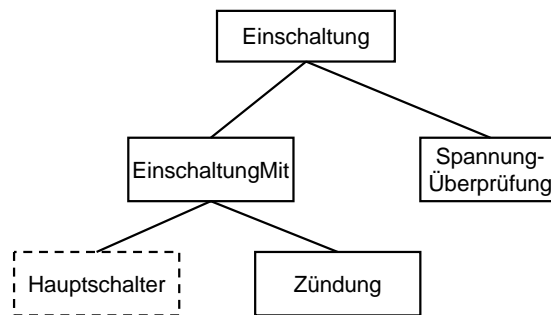 Einschaltung
EinschaltungMit
Spannung-
Überprüfung
Hauptschalter
Zündung